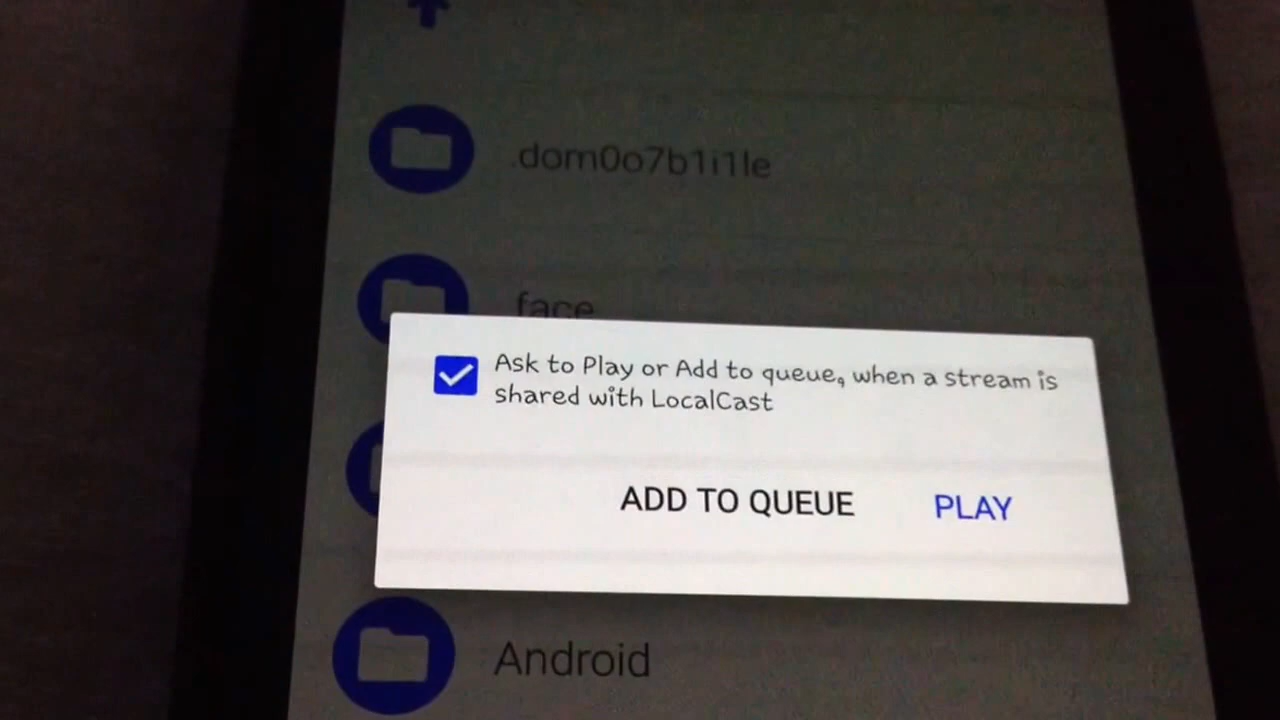 .dom0o7b1i1le
face
Ask to Play or Add to queue, when a stream is
shared with LocalCast
ADD TO QUEUE
PLAY
Android